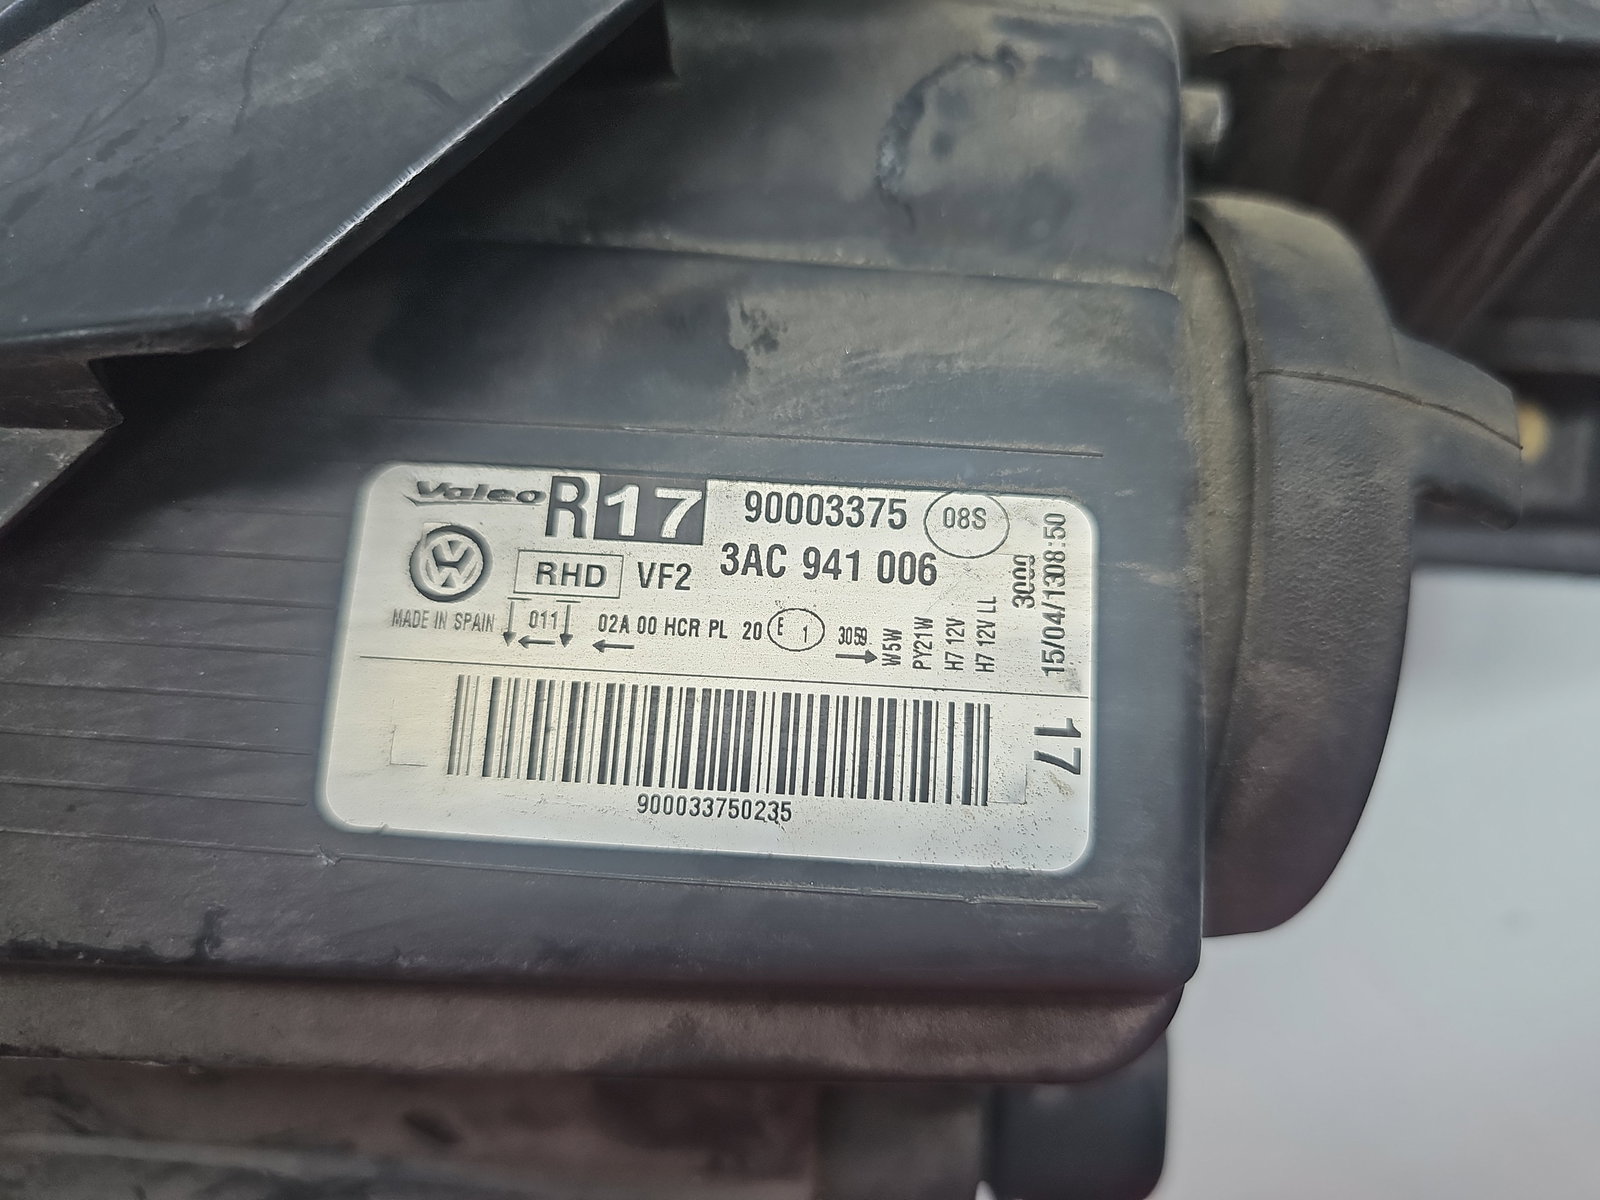 Valeo R 17 90003375 08S
VW RHD VF2 3AC 941 006
MADE IN SPAIN 011 02A 00 HCR PL 20 E 1 3059
W5W
PY21W
H7 12V
H7 12V LL
3000
15/04/1308:50
17
900033750235